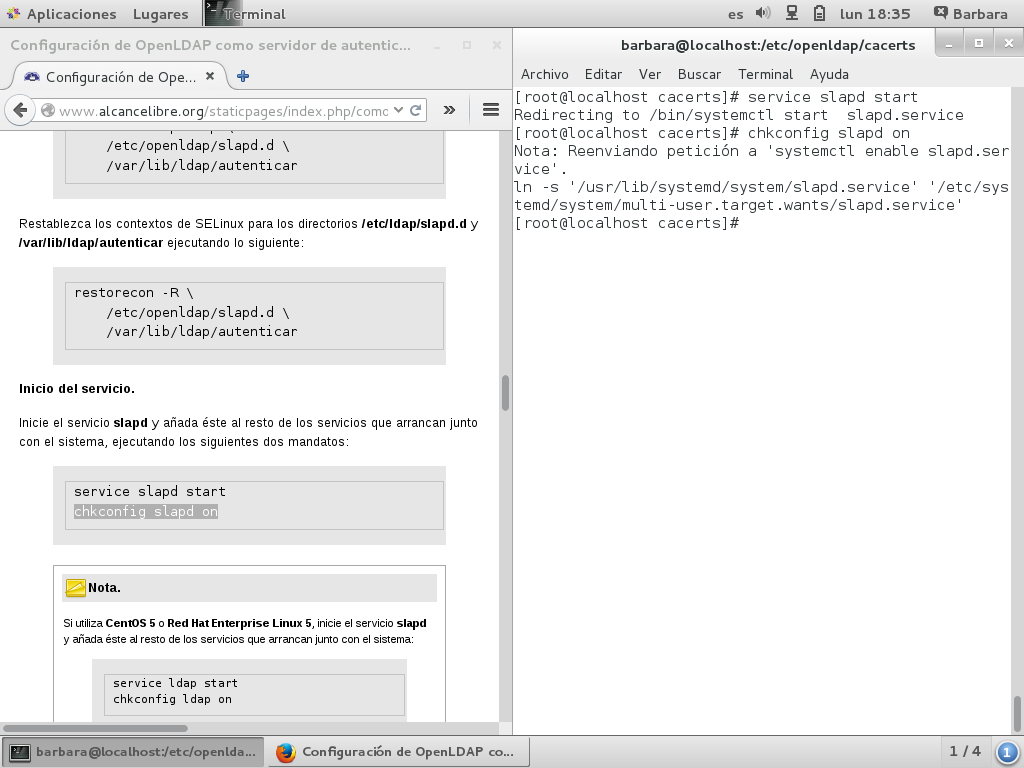 Aplicaciones Lugares Terminal es lun 18:35 Barbara
Configuración de OpenLDAP como servidor de autentic...
Configuración de Ope...
www.alcancelibre.org/staticpages/index.php/como
/etc/openldap/slapd.d \
/var/lib/ldap/autenticar
Restablezca los contextos de SELinux para los directorios /etc/ldap/slapd.d y
/var/lib/ldap/autenticar ejecutando lo siguiente:
restorecon -R \
/etc/openldap/slapd.d \
/var/lib/ldap/autenticar
Inicio del servicio.
Inicie el servicio slapd y añada éste al resto de los servicios que arrancan junto
con el sistema, ejecutando los siguientes dos mandatos:
service slapd start
chkconfig slapd on
Nota.
Si utiliza CentOS 5 o Red Hat Enterprise Linux 5, inicie el servicio slapd
y añada éste al resto de los servicios que arrancan junto con el sistema:
service ldap start
chkconfig ldap on
barbara@localhost:/etc/openldap/cacerts
Archivo Editar Ver Buscar Terminal Ayuda
[root@localhost cacerts]# service slapd start
Redirecting to /bin/systemctl start  slapd.service
[root@localhost cacerts]# chkconfig slapd on
Nota: Reenviando petición a 'systemctl enable slapd.ser
vice'.
ln -s '/usr/lib/systemd/system/slapd.service' '/etc/sys
temd/system/multi-user.target.wants/slapd.service'
[root@localhost cacerts]#
barbara@localhost:/etc/openlda... Configuración de OpenLDAP co... 1 / 4 1